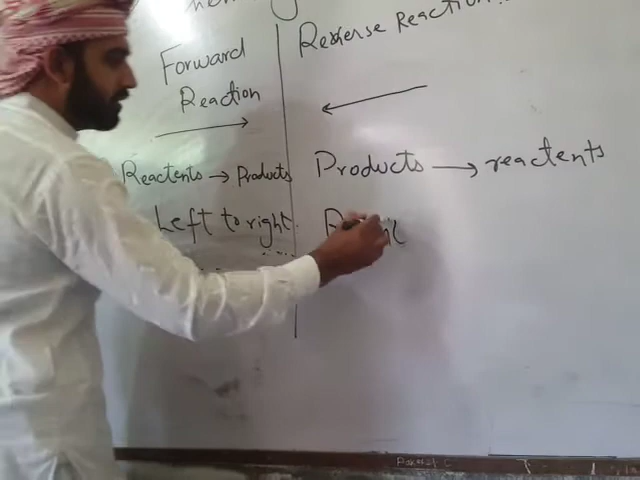 Forward
Reaction
Reactents → Products
Left to right
Reverse Reaction
Products → reactents